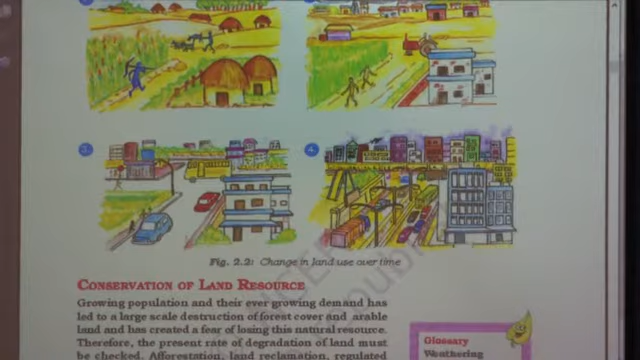 3.
4.
Fig. 2.2: Change in land use over time
CONSERVATION OF LAND RESOURCE
Growing population and their ever growing demand has
led to a large scale destruction of forest cover and arable
land and has created a fear of losing this natural resource.
Therefore, the present rate of degradation of land must
be checked. Afforestation, land reclamation, regulated
Glossary
Weathering